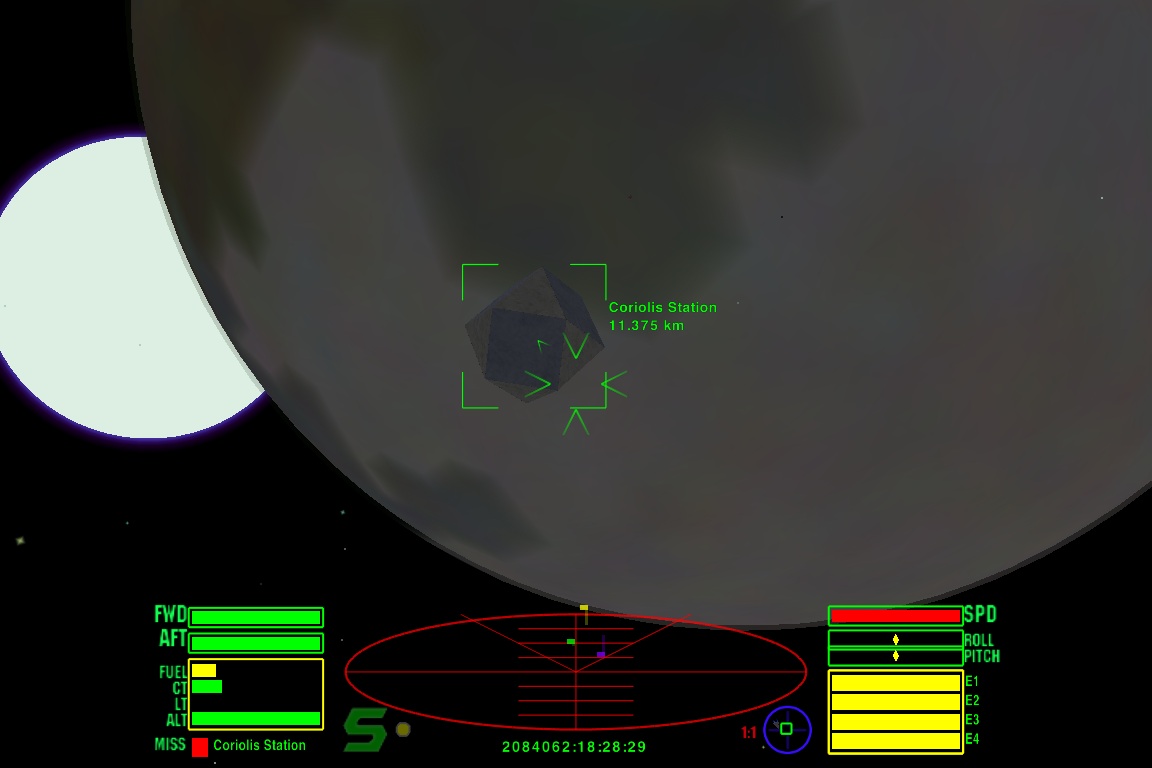 Coriolis Station
11.375 km
FWD
AFT
FUEL
CT
LT
ALT
MISS Coriolis Station
S
2084062:18:28:29
1:1
SPD
ROLL
PITCH
E1
E2
E3
E4